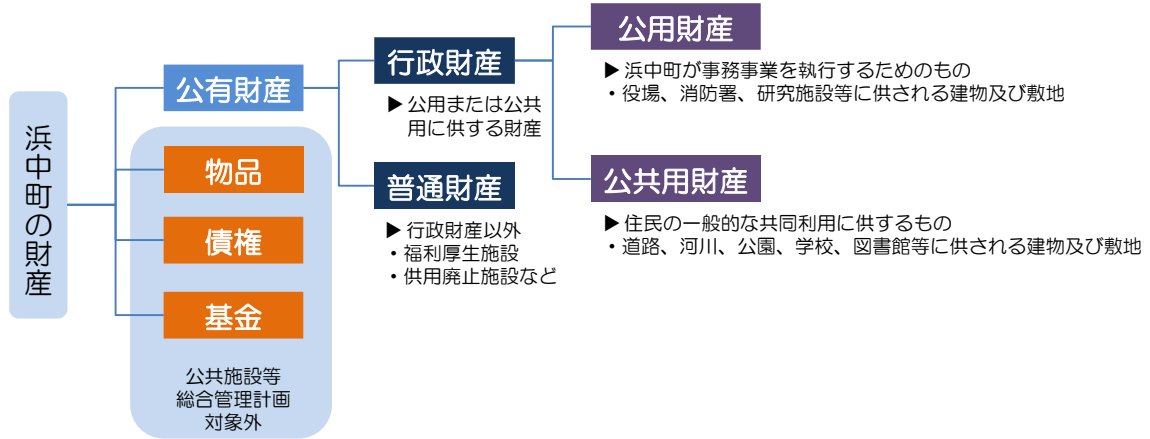 浜中町の財産
公有財産
物品
債権
基金
公共施設等
総合管理計画
対象外
行政財産
▶公用または公共
用に供する財産
普通財産
▶行政財産以外
・福利厚生施設
・供用廃止施設など
公用財産
▶浜中町が事務事業を執行するためのもの
・役場、消防署、研究施設等に供される建物及び敷地
公共用財産
▶住民の一般的な共同利用に供するもの
・道路、河川、公園、学校、図書館等に供される建物及び敷地